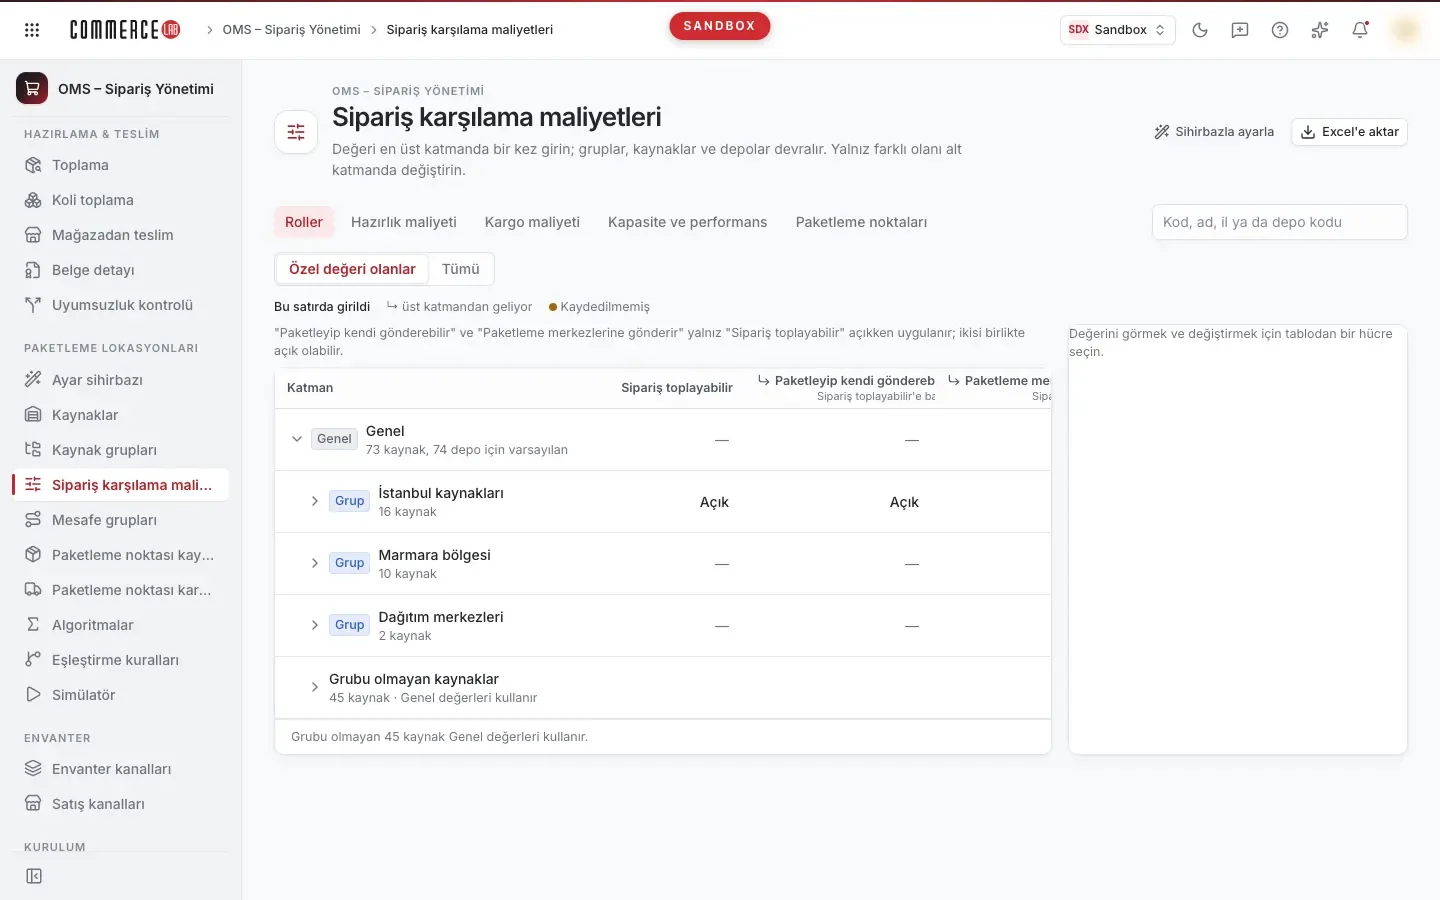 COMMERCE LAB
OMS – Sipariş Yönetimi
Sipariş karşılama maliyetleri
SANDBOX
SDX Sandbox
OMS – Sipariş Yönetimi
HAZIRLAMA & TESLİM
Toplama
Koli toplama
Mağazadan teslim
Belge detayı
Uyumsuzluk kontrolü
PAKETLEME LOKASYONLARI
Ayar sihirbazı
Kaynaklar
Kaynak grupları
Sipariş karşılama mali...
Mesafe grupları
Paketleme noktası kay...
Paketleme noktası kar...
Algoritmalar
Eşleştirme kuralları
Simülatör
ENVANTER
Envanter kanalları
Satış kanalları
KURULUM
OMS – SİPARİŞ YÖNETİMİ
Sipariş karşılama maliyetleri
Değeri en üst katmanda bir kez girin; gruplar, kaynaklar ve depolar devralır. Yalnız farklı olanı alt
katmanda değiştirin.
Sihirbazla ayarla
Excel'e aktar
Roller
Hazırlık maliyeti
Kargo maliyeti
Kapasite ve performans
Paketleme noktaları
Kod, ad, il ya da depo kodu
Özel değeri olanlar
Tümü
Bu satırda girildi
üst katmandan geliyor
Kaydedilmemiş
"Paketleyip kendi gönderebilir" ve "Paketleme merkezlerine gönderir" yalnız "Sipariş toplayabilir" açıkken uygulanır; ikisi birlikte
açık olabilir.
Katman
Sipariş toplayabilir
Paketleyip kendi göndereb
Sipariş toplayabilir'e ba
Paketleme me
Sipa
Genel
Genel
73 kaynak, 74 depo için varsayılan
—
—
Grup
İstanbul kaynakları
16 kaynak
Açık
Açık
Grup
Marmara bölgesi
10 kaynak
—
—
Grup
Dağıtım merkezleri
2 kaynak
—
—
Grubu olmayan kaynaklar
45 kaynak · Genel değerleri kullanır
Grubu olmayan 45 kaynak Genel değerleri kullanır.
Değerini görmek ve değiştirmek için tablodan bir hücre
seçin.